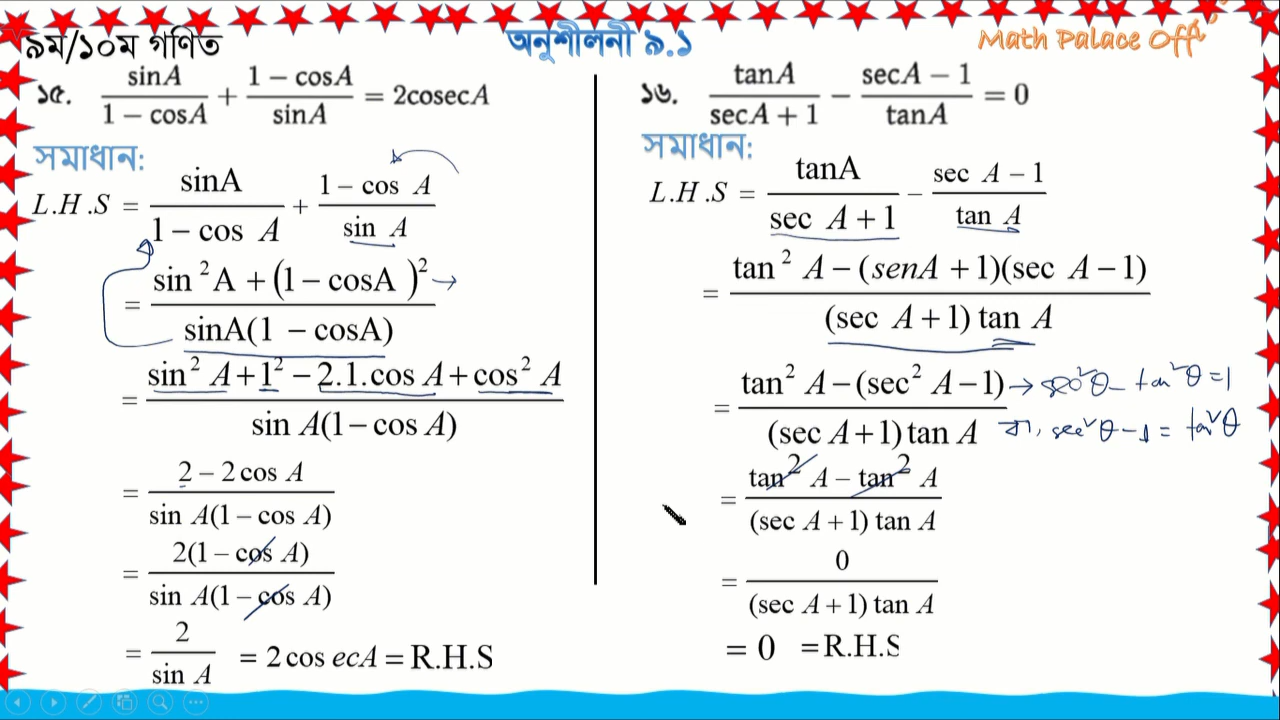 ৯ম/১০ম গণিত
অনুশীলনী ৯.১
Math Palace Off
১৫. sinA/(1 − cosA) + (1 − cosA)/sinA = 2cosecA
সমাধান:
L.H.S = sinA/(1 − cos A) + (1 − cos A)/(sin A)
= (sin²A + (1 − cosA)²)/(sinA(1 − cosA))
= (sin² A + 1² − 2.1.cos A + cos² A)/(sin A(1 − cos A))
= (2 − 2 cos A)/(sin A(1 − cos A))
= 2(1 − cos A)/(sin A(1 − cos A))
= 2/(sin A) = 2 cos ecA = R.H.S
১৬. tanA/(secA + 1) − (secA − 1)/tanA = 0
সমাধান:
L.H.S = tanA/(sec A + 1) − (sec A − 1)/(tan A)
= (tan² A − (senA + 1)(sec A − 1))/((sec A + 1) tan A)
= (tan² A − (sec² A − 1))/((sec A + 1) tan A) → sec²θ − tan²θ = 1
বা, sec²θ − 1 = tan²θ
= (tan² A − tan² A)/((sec A + 1) tan A)
= 0/((sec A + 1) tan A)
= 0 = R.H.S